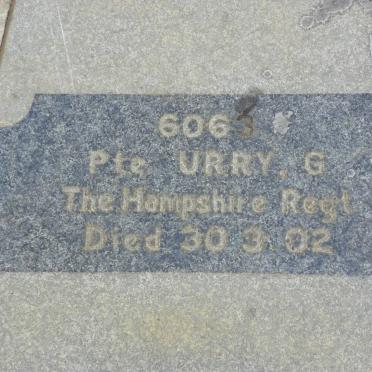 6063
Pte URRY, G
The Hampshire Regt
Died 30 3 02